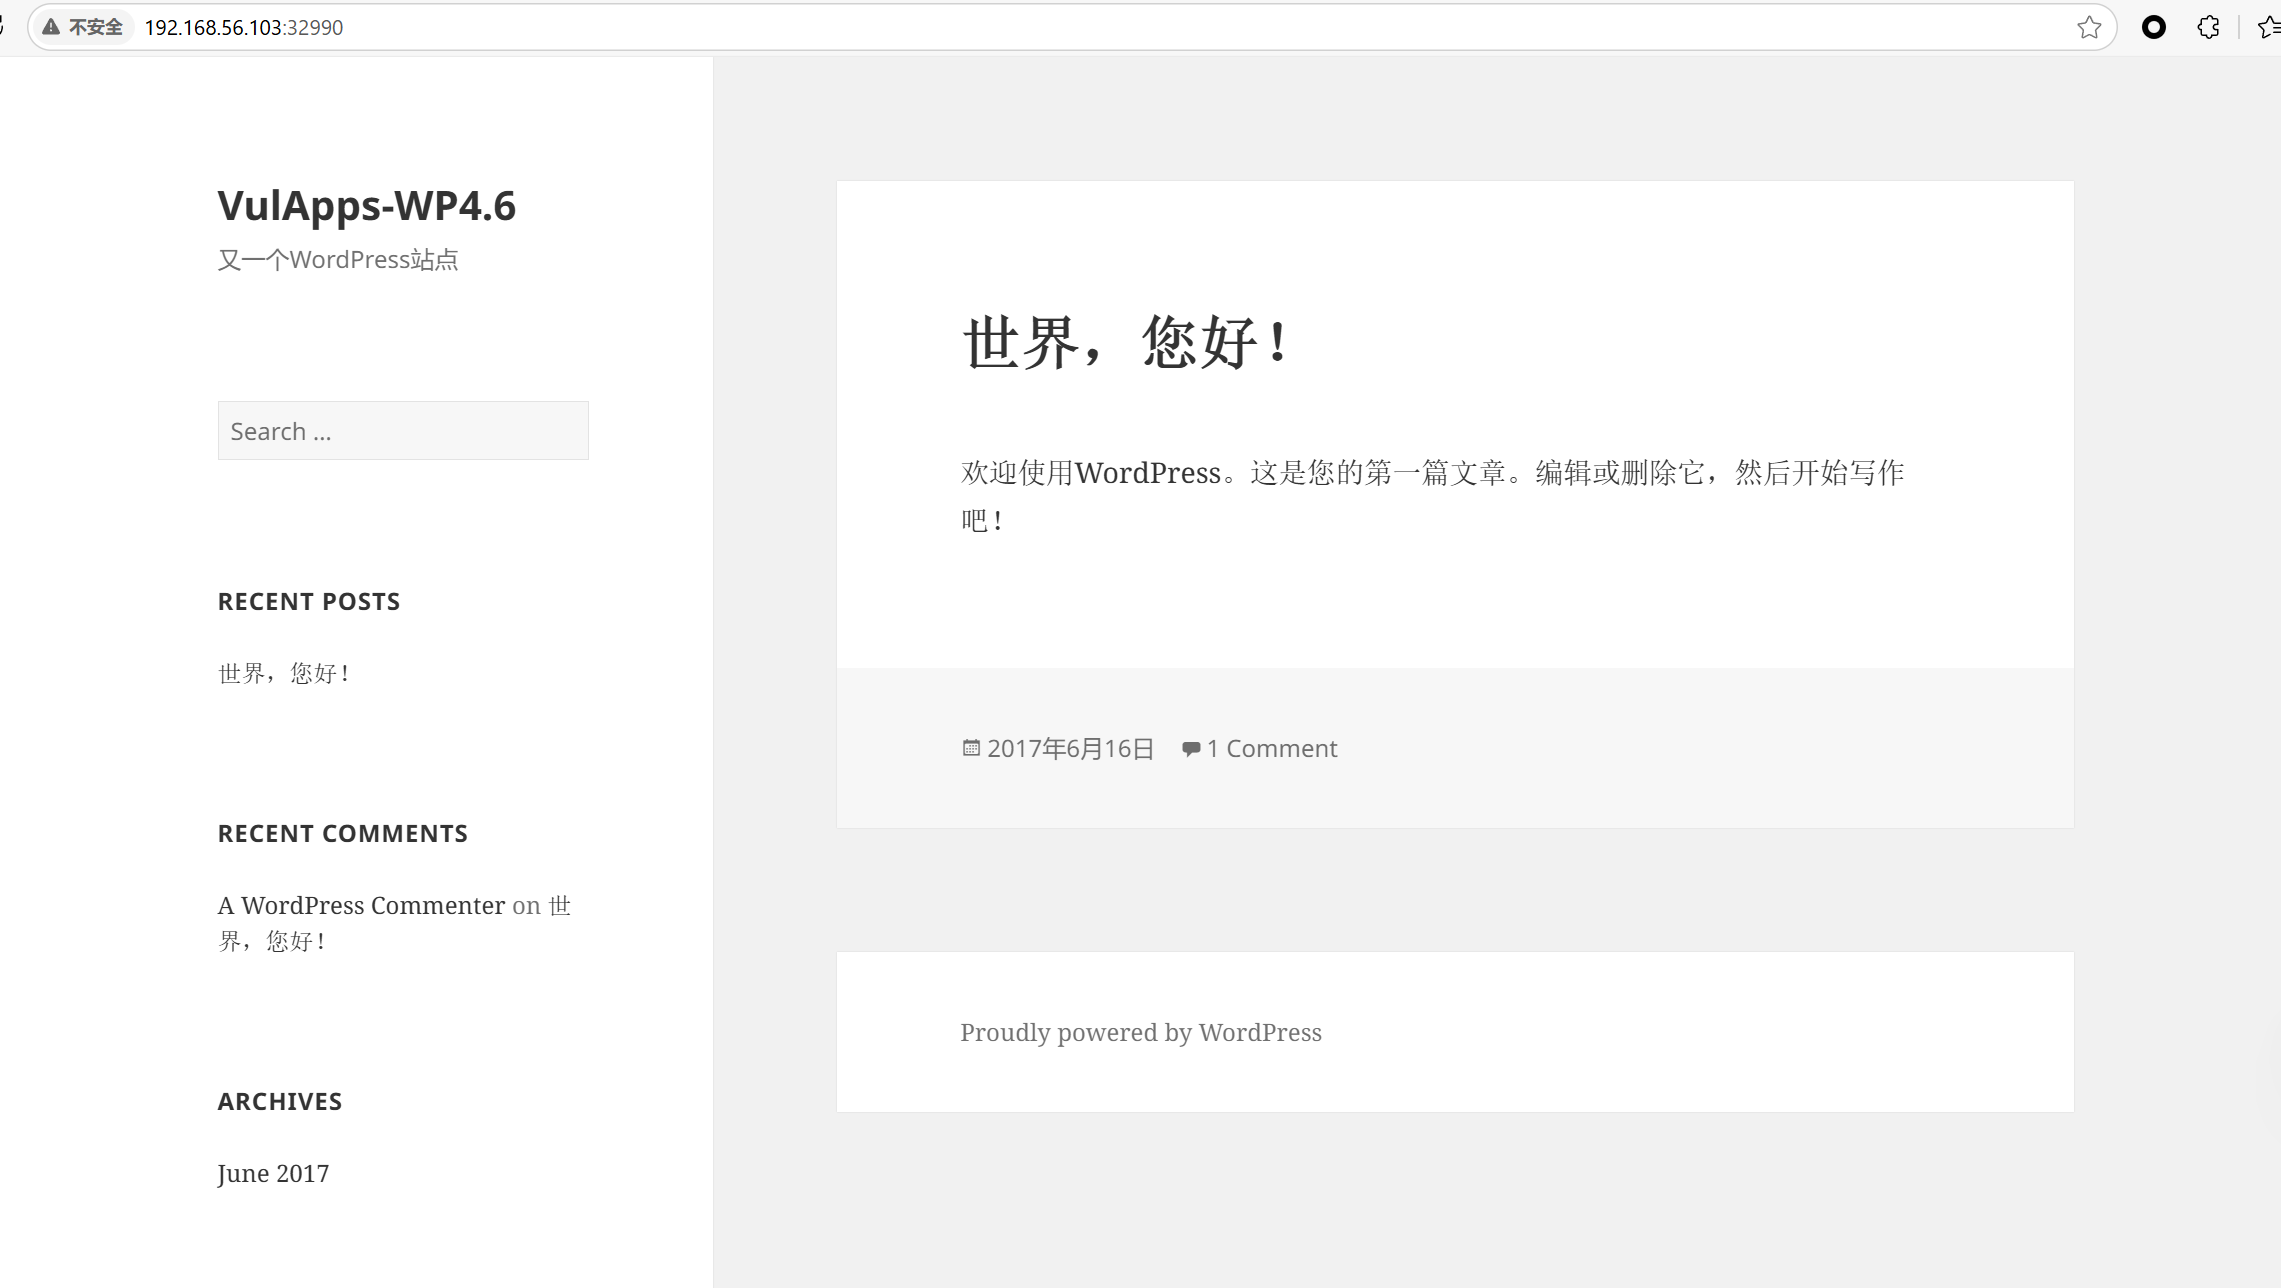 不安全 192.168.56.103:32990
VulApps-WP4.6
又一个WordPress站点
Search ...
RECENT POSTS
世界，您好！
RECENT COMMENTS
A WordPress Commenter on 世
界，您好！
ARCHIVES
June 2017
世界，您好！
欢迎使用WordPress。这是您的第一篇文章。编辑或删除它，然后开始写作
吧！
2017年6月16日 1 Comment
Proudly powered by WordPress